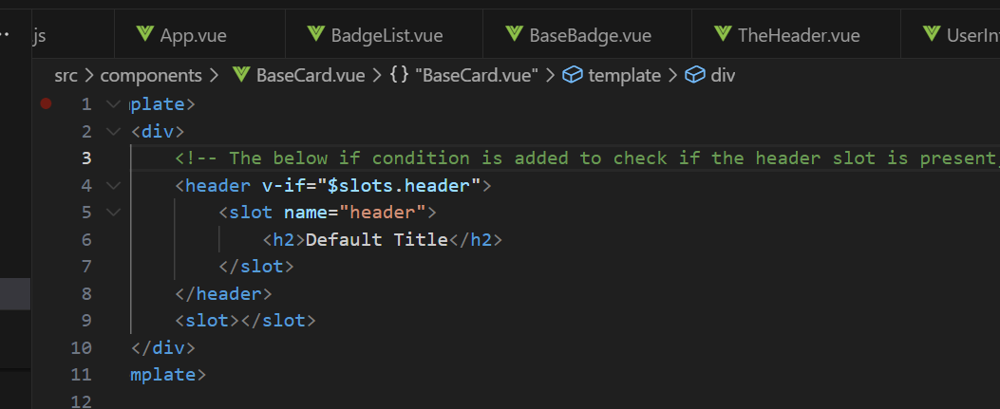 js App.vue BadgeList.vue BaseBadge.vue TheHeader.vue UserInt
src > components > BaseCard.vue > {} "BaseCard.vue" > template > div
1 plate>
2 <div>
3 <!-- The below if condition is added to check if the header slot is present,
4 <header v-if="$slots.header">
5 <slot name="header">
6 <h2>Default Title</h2>
7 </slot>
8 </header>
9 <slot></slot>
10 </div>
11 mplate>
12